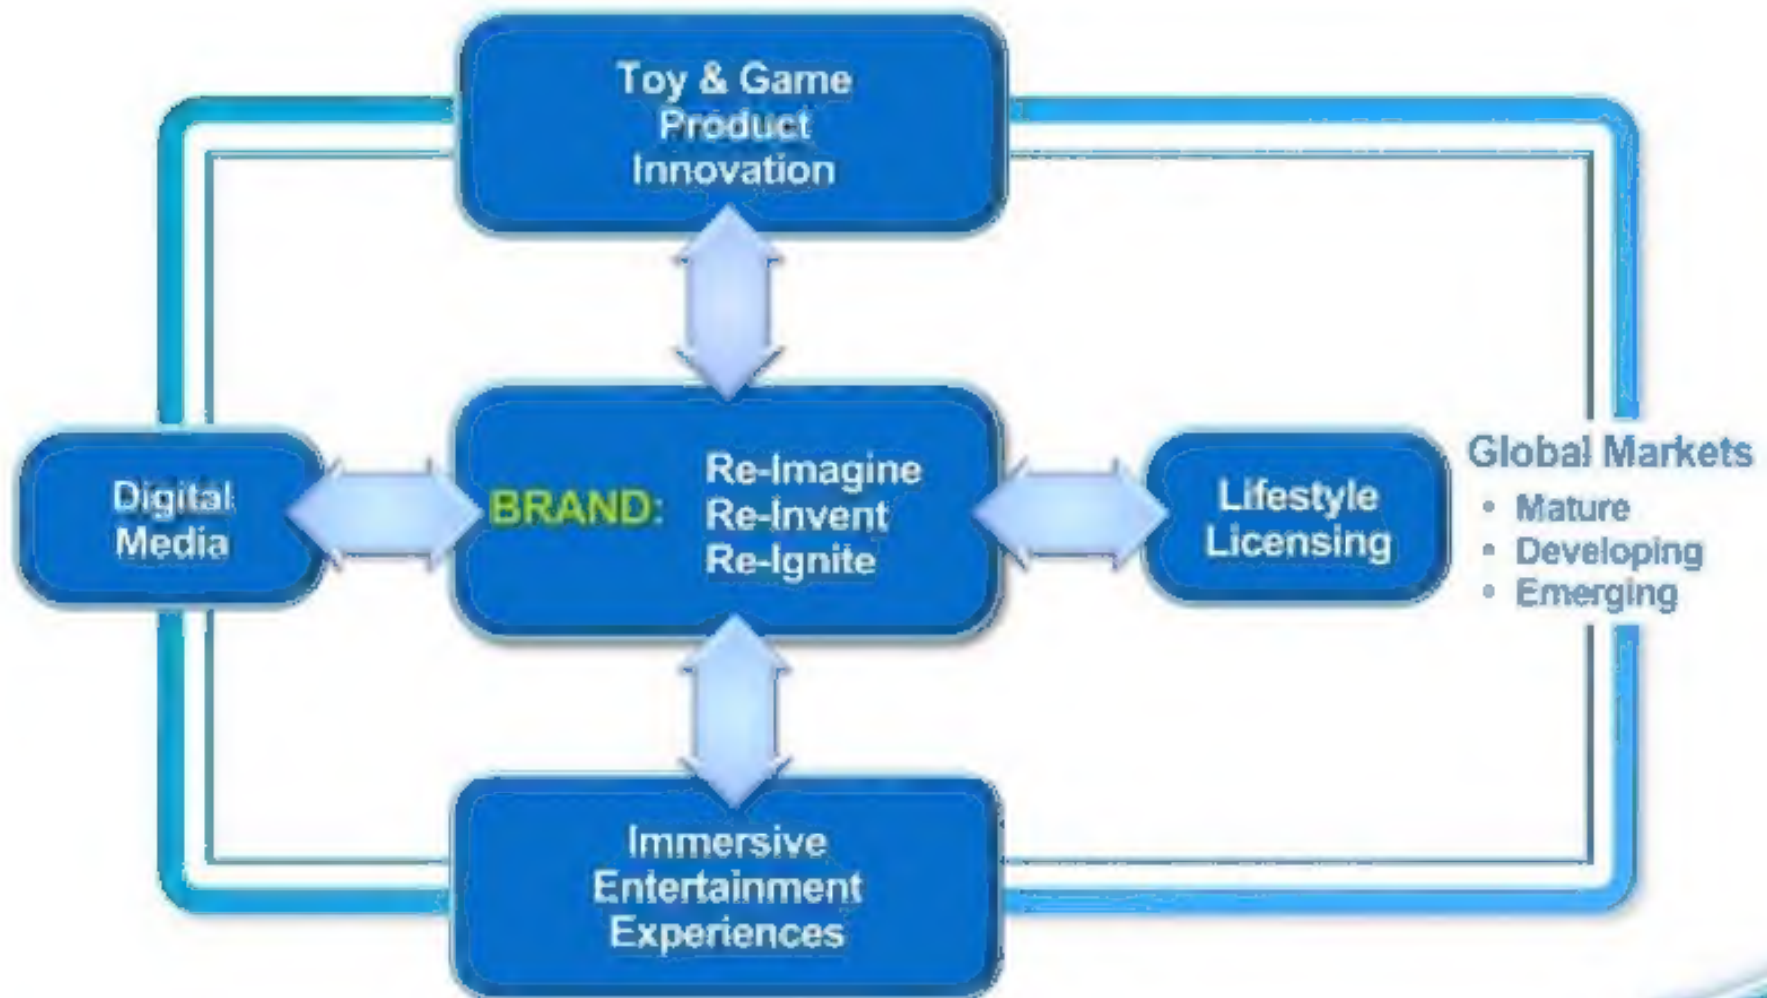 Toy & Game
Product
Innovation
Digital
Media
BRAND:
Re-Imagine
Re-Invent
Re-Ignite
Lifestyle
Licensing
Global Markets
• Mature
• Developing
• Emerging
Immersive
Entertainment
Experiences